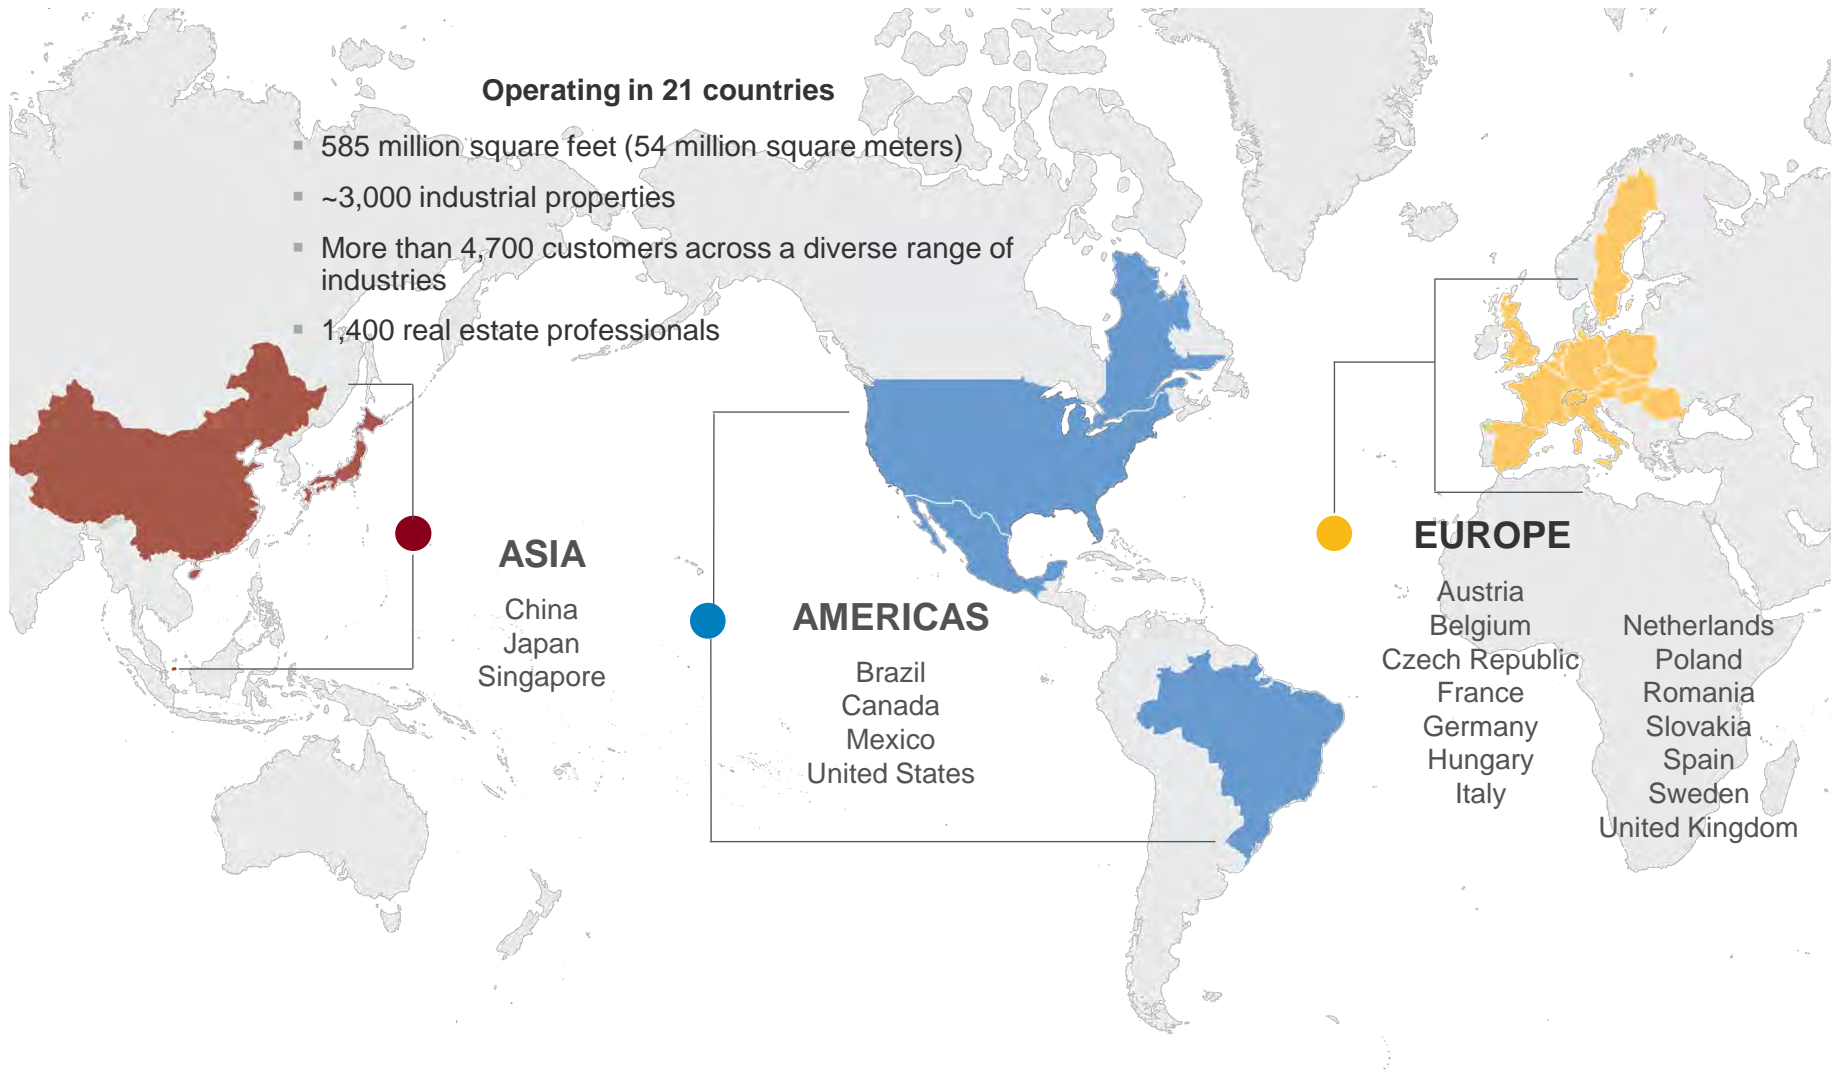 Operating in 21 countries
▪ 585 million square feet (54 million square meters)
▪ ~3,000 industrial properties
▪ More than 4,700 customers across a diverse range of
industries
▪ 1,400 real estate professionals
ASIA
China
Japan
Singapore
AMERICAS
Brazil
Canada
Mexico
United States
EUROPE
Austria
Belgium
Czech Republic
France
Germany
Hungary
Italy
Netherlands
Poland
Romania
Slovakia
Spain
Sweden
United Kingdom